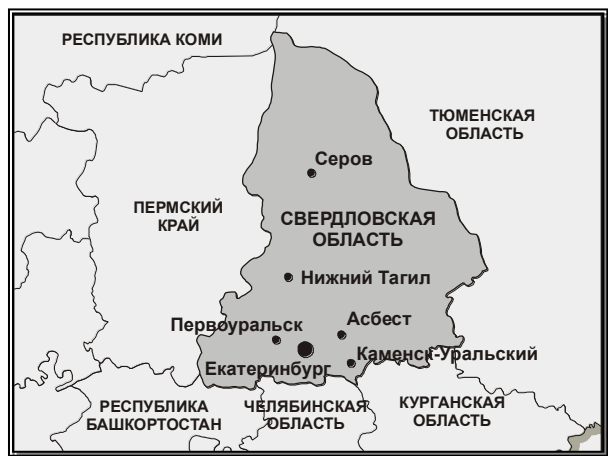 РЕСПУБЛИКА КОМИ
ТЮМЕНСКАЯ
ОБЛАСТЬ
Серов
ПЕРМСКИЙ
КРАЙ
СВЕРДЛОВСКАЯ
ОБЛАСТЬ
Нижний Тагил
Первоуральск
Асбест
Екатеринбург
Каменск-Уральский
РЕСПУБЛИКА
БАШКОРТОСТАН
ЧЕЛЯБИНСКАЯ
ОБЛАСТЬ
КУРГАНСКАЯ
ОБЛАСТЬ